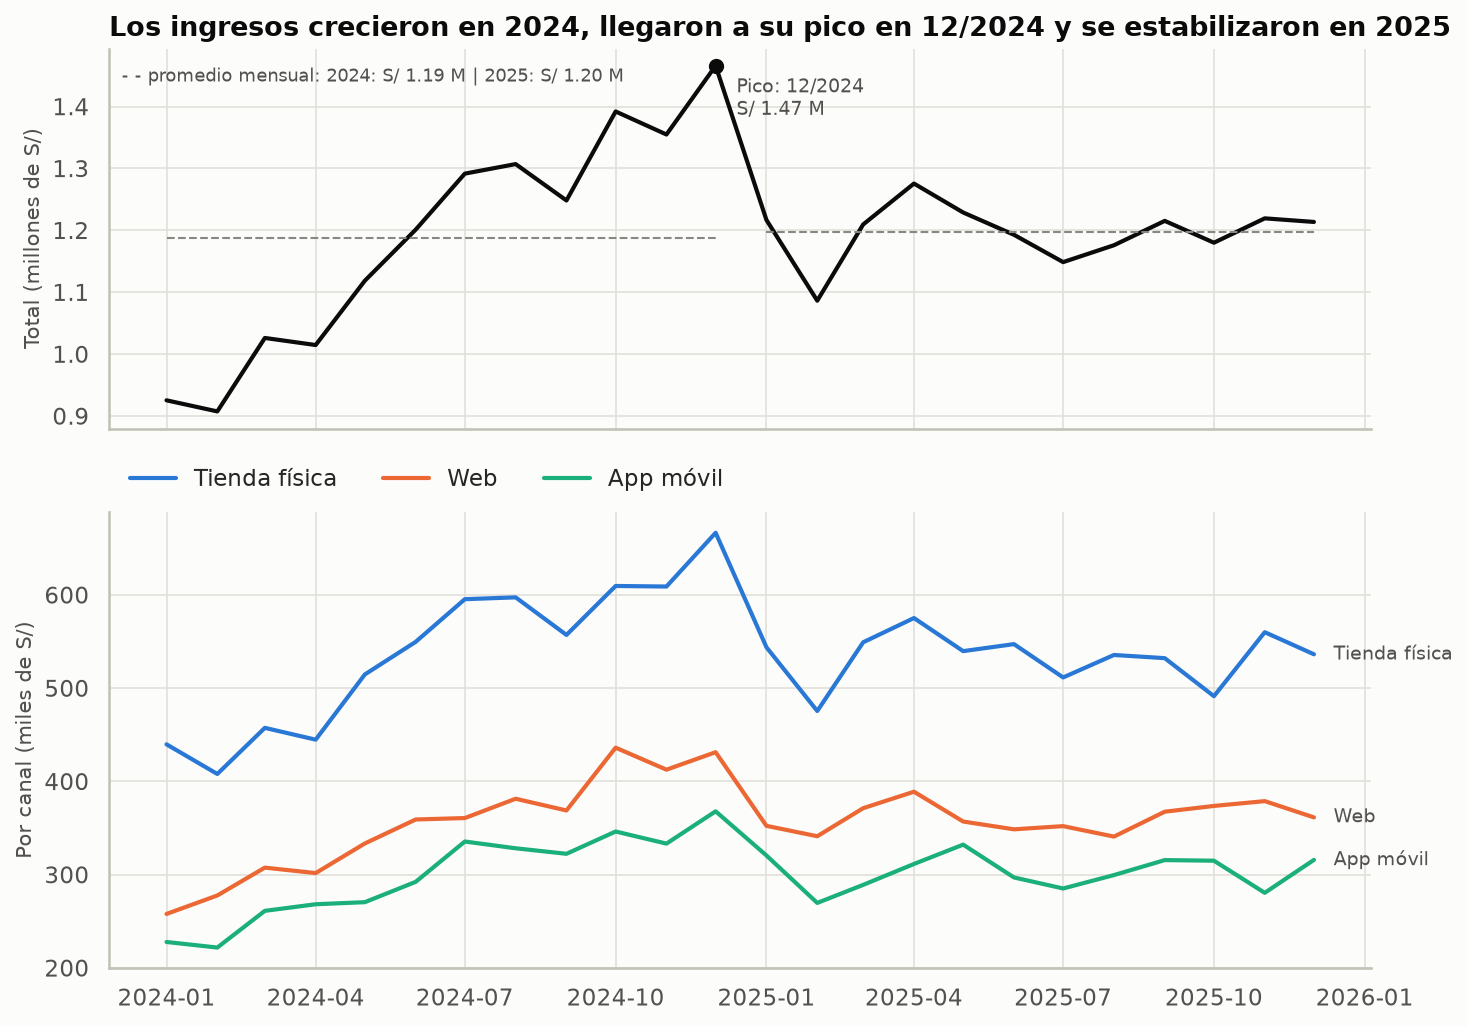 Los ingresos crecieron en 2024, llegaron a su pico en 12/2024 y se estabilizaron en 2025
- - promedio mensual: 2024: S/ 1.19 M | 2025: S/ 1.20 M
Pico: 12/2024
S/ 1.47 M
Total (millones de S/)
1.4
1.3
1.2
1.1
1.0
0.9
Tienda física
Web
App móvil
Por canal (miles de S/)
600
500
400
300
200
Tienda física
Web
App móvil
2024-01
2024-04
2024-07
2024-10
2025-01
2025-04
2025-07
2025-10
2026-01